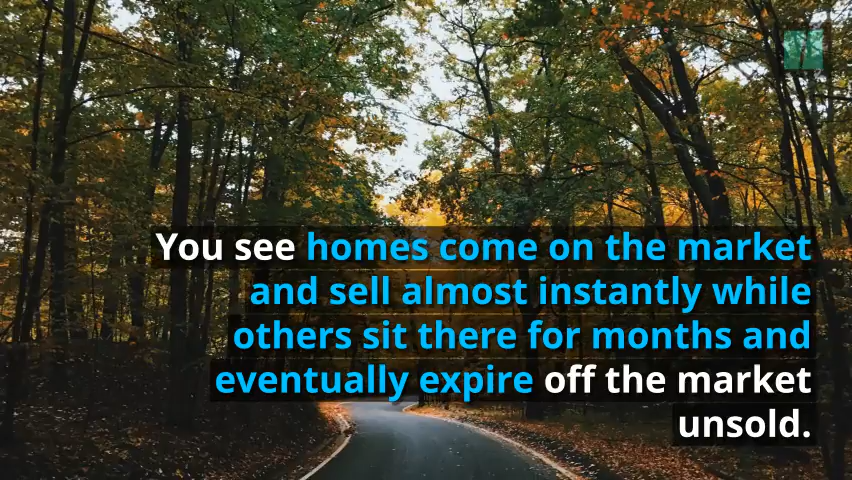 You see homes come on the market
and sell almost instantly while
others sit there for months and
eventually expire off the market
unsold.